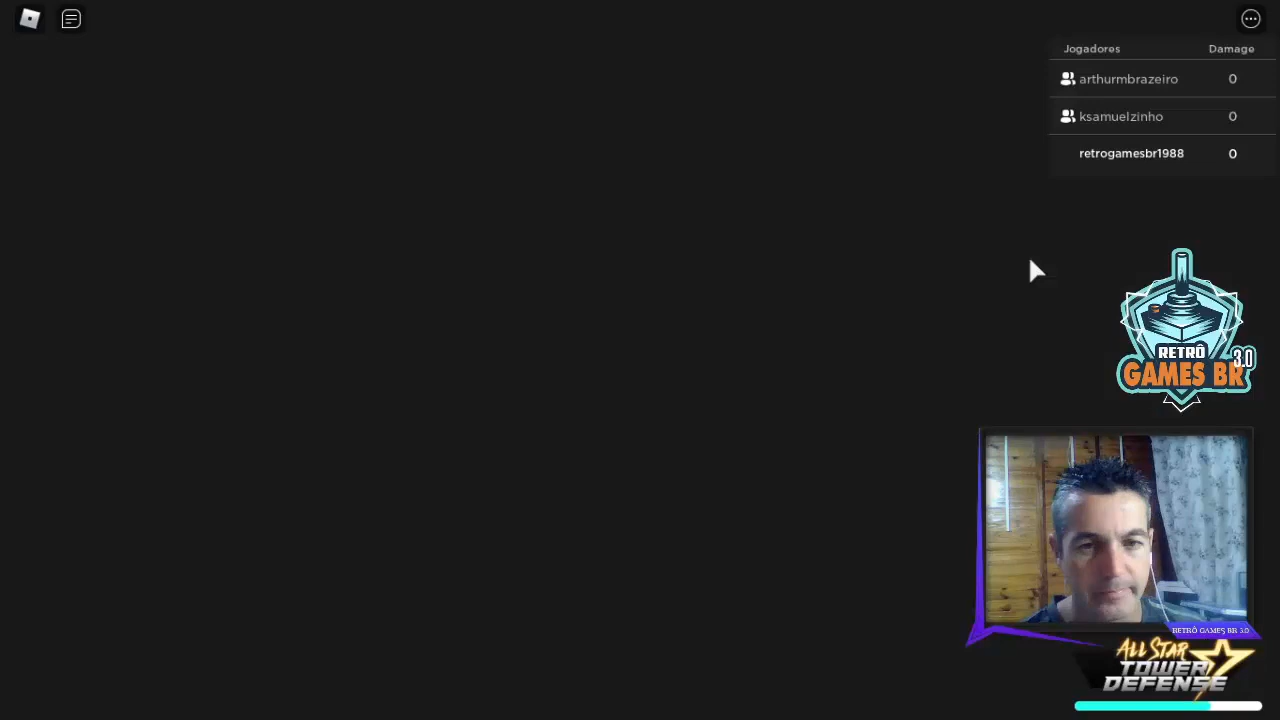 Jogadores Damage
arthurmbrazeiro 0
ksamuelzinho 0
retrogamesbr1988 0
RETRÔ
GAMES BR 3.0
RETRÔ GAMES BR 3.0
ALL STAR
TOWER
DEFENSE